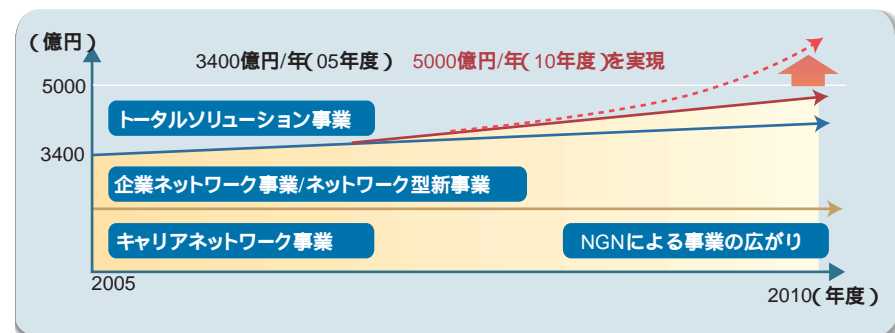 (億円)
3400億円/年(05年度) 5000億円/年(10年度)を実現
5000
トータルソリューション事業
3400
企業ネットワーク事業/ネットワーク型新事業
キャリアネットワーク事業
NGNによる事業の広がり
2005
2010(年度)